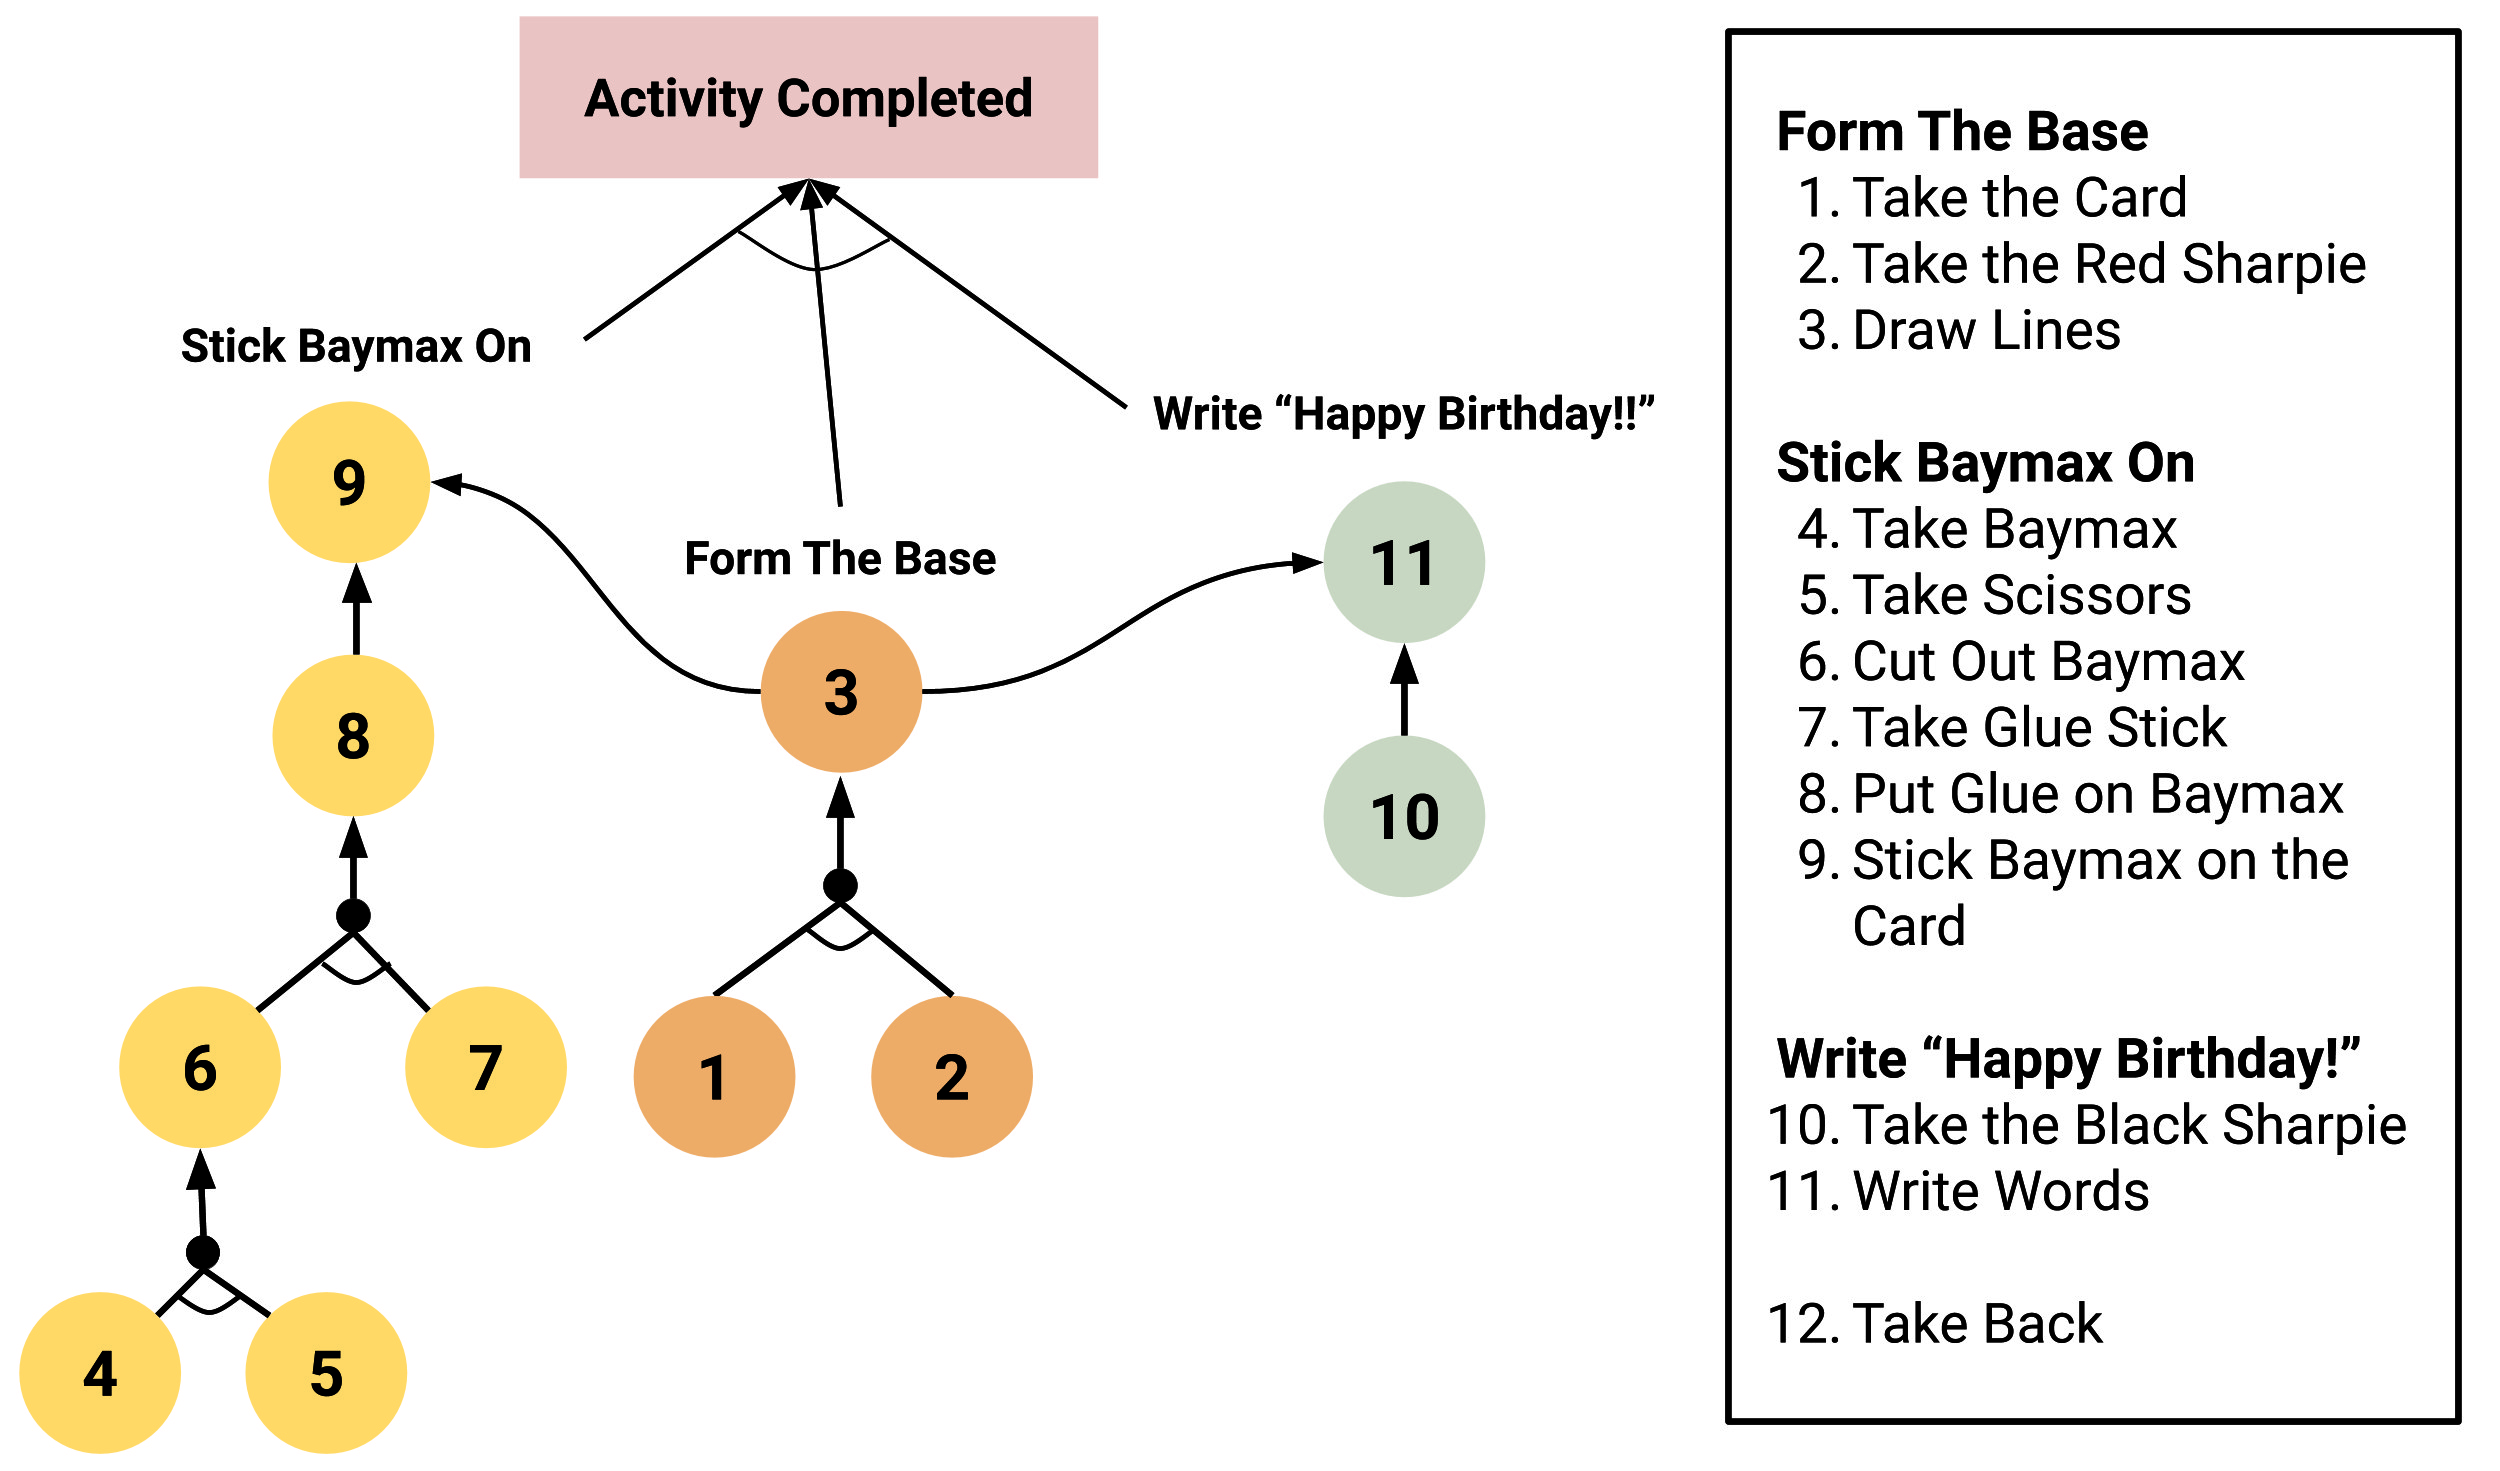 Activity Completed
Stick Baymax On
Write “Happy Birthday!!”
9
Form The Base
11
3
8
10
6
7
1
2
4
5
Form The Base
1. Take the Card
2. Take the Red Sharpie
3. Draw Lines
Stick Baymax On
4. Take Baymax
5. Take Scissors
6. Cut Out Baymax
7. Take Glue Stick
8. Put Glue on Baymax
9. Stick Baymax on the
Card
Write “Happy Birthday!”
10. Take the Black Sharpie
11. Write Words
12. Take Back